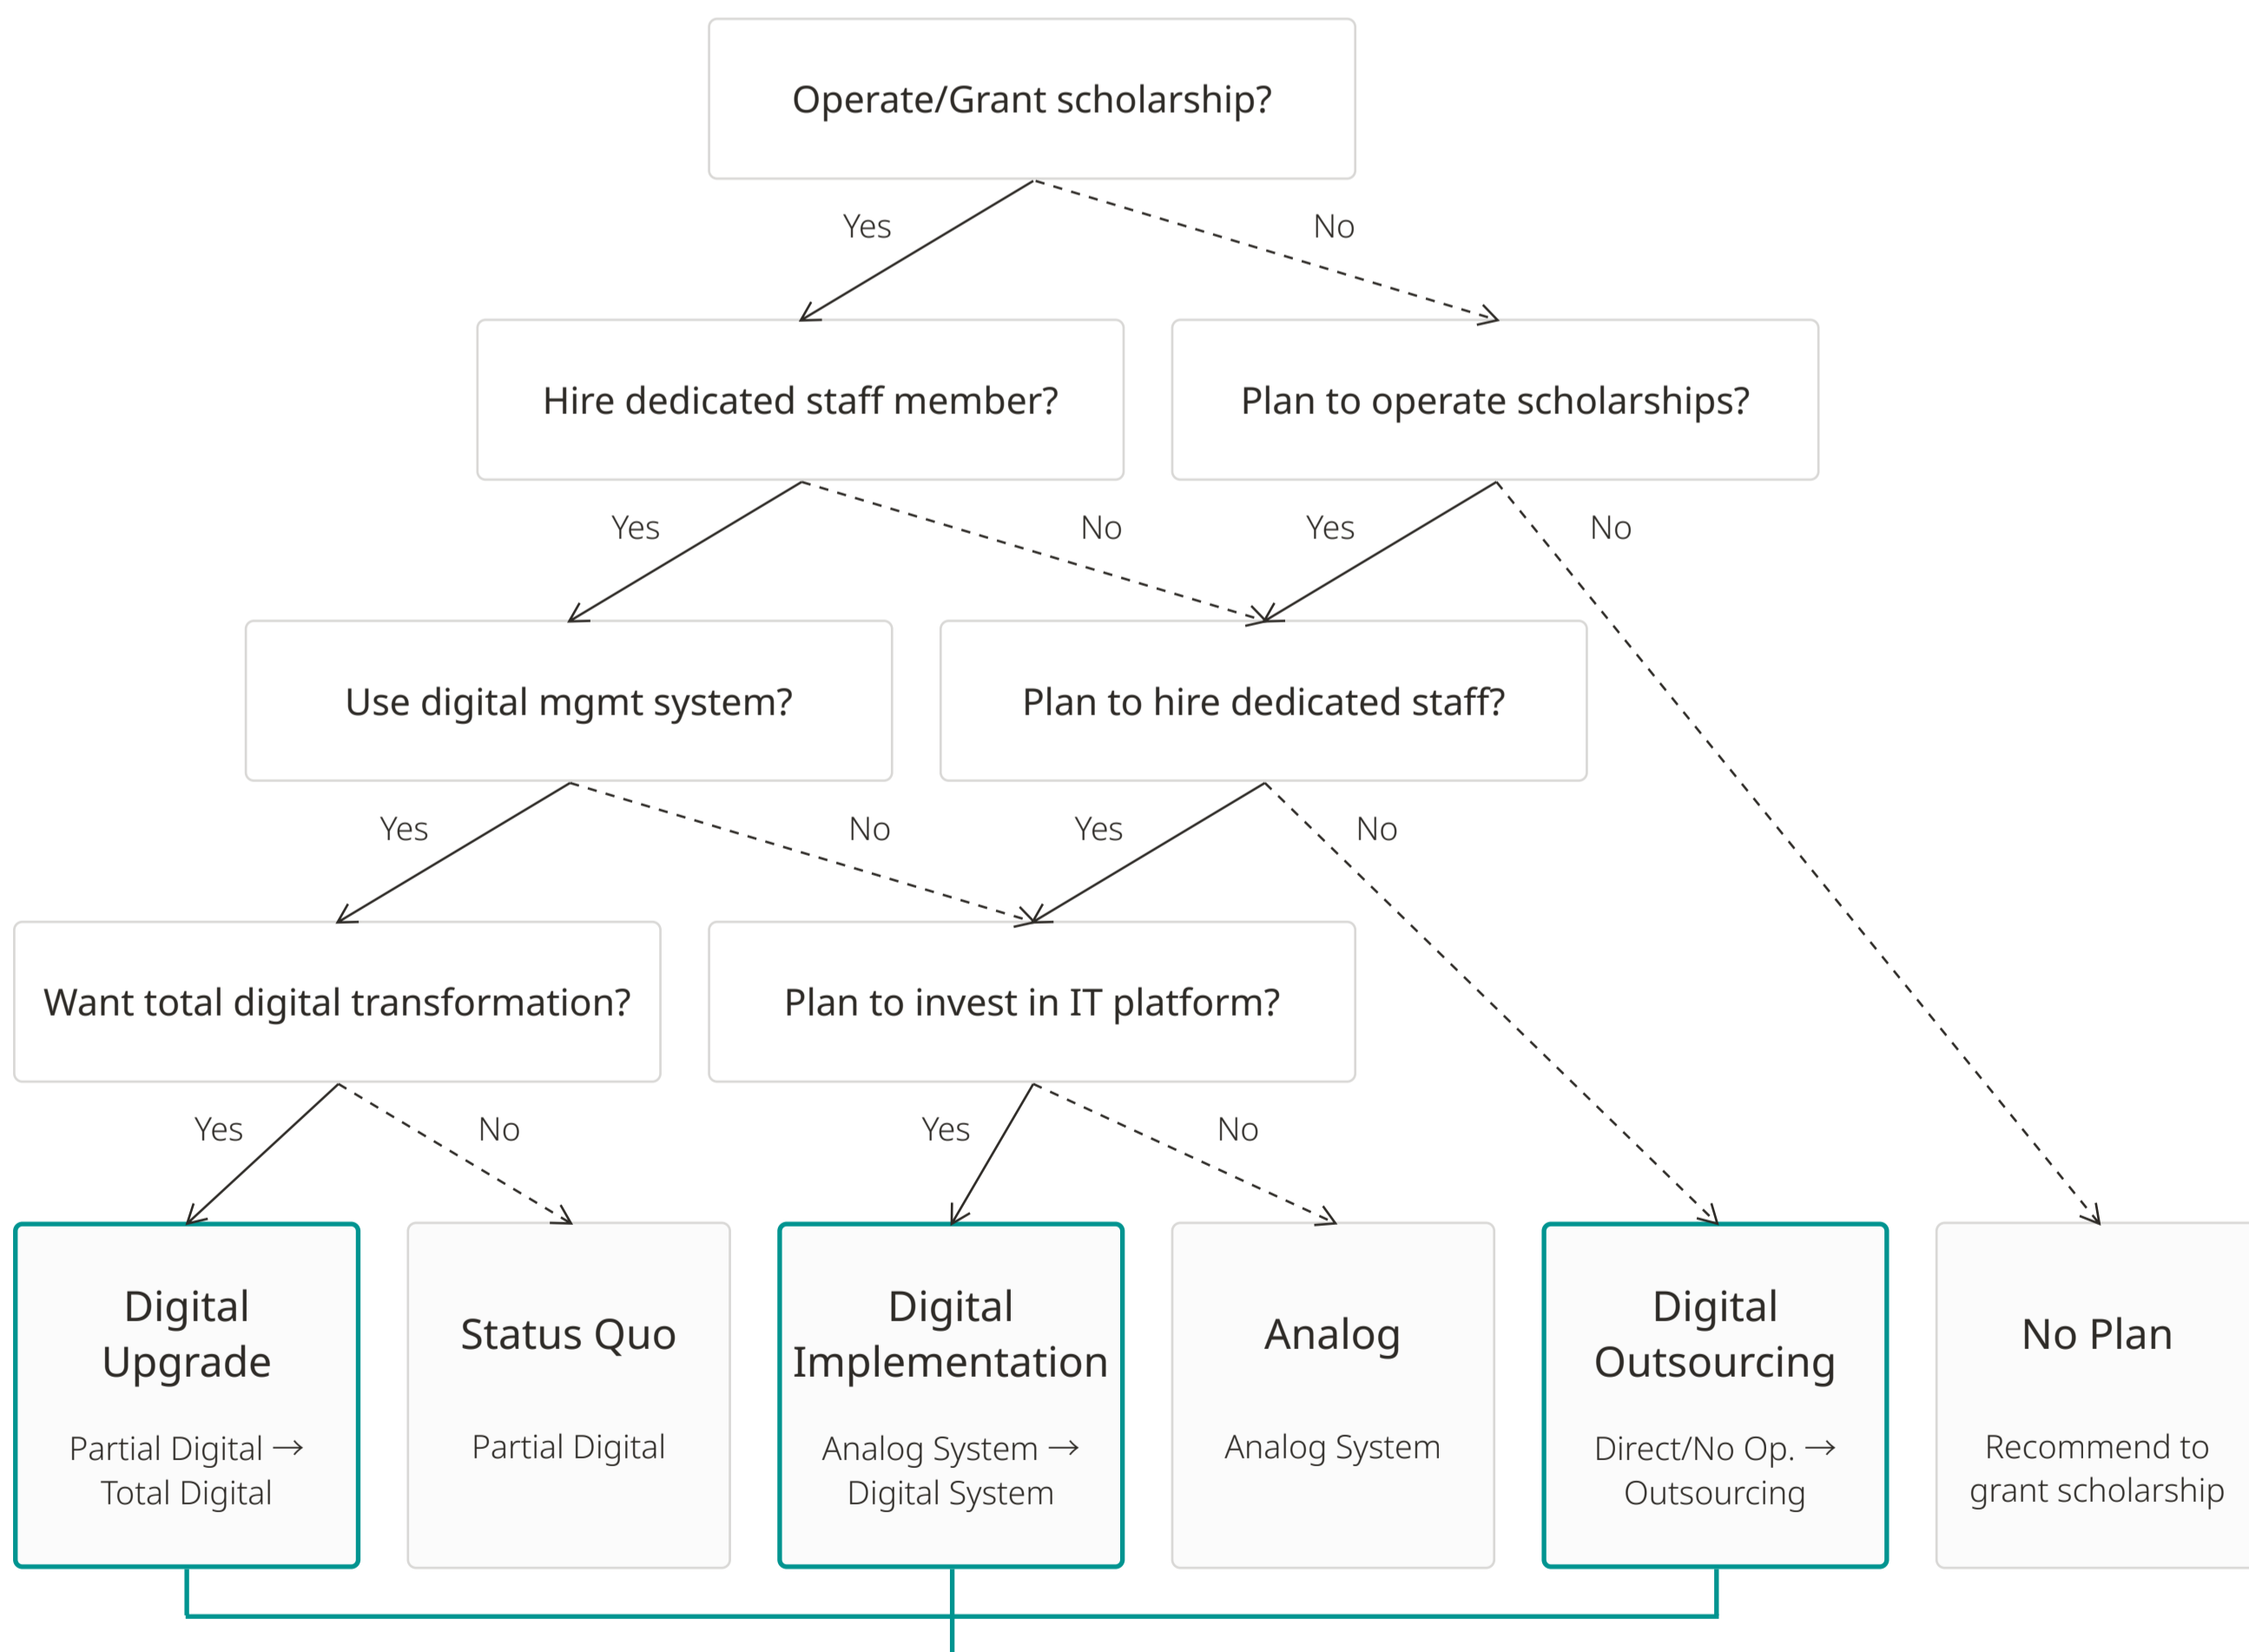 Operate/Grant scholarship?
Yes
No
Hire dedicated staff member?
Plan to operate scholarships?
Yes
No
Yes
No
Use digital mgmt system?
Plan to hire dedicated staff?
Yes
No
Yes
No
Want total digital transformation?
Plan to invest in IT platform?
Yes
No
Yes
No
Digital
Upgrade
Partial Digital →
Total Digital
Status Quo
Partial Digital
Digital
Implementation
Analog System →
Digital System
Analog
Analog System
Digital
Outsourcing
Direct/No Op. →
Outsourcing
No Plan
Recommend to
grant scholarship